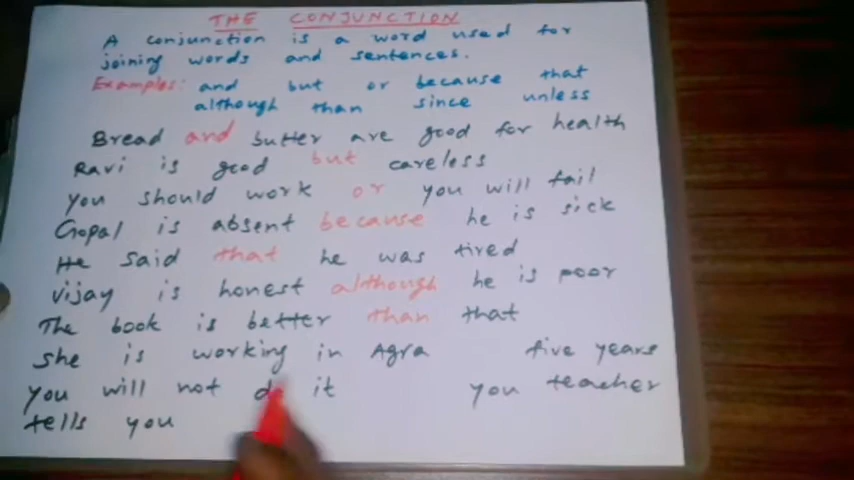 THE CONJUNCTION
A conjunction is a word used for
joining words and sentences.
Examples: and but or because that
although than since unless
Bread and butter are good for health
Ravi is good but careless
you should work or you will fail
Gopal is absent because he is sick
He said that he was tired
Vijay is honest although he is poor
The book is better than that
she is working in Agra five years
you will not do it you teacher
tells you